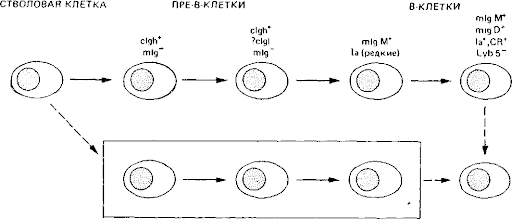 СТВОЛОВАЯ КЛЕТКА ПРЕ-В-КЛЕТКИ В-КЛЕТКИ
cIgh⁺
mIg⁻
cIgh⁺
?cIgl
mIg⁻
mIg M⁺
Ia (редкие)
mIg M⁺
mIg D⁺
Ia⁺,CR⁺
Lyb 5⁻